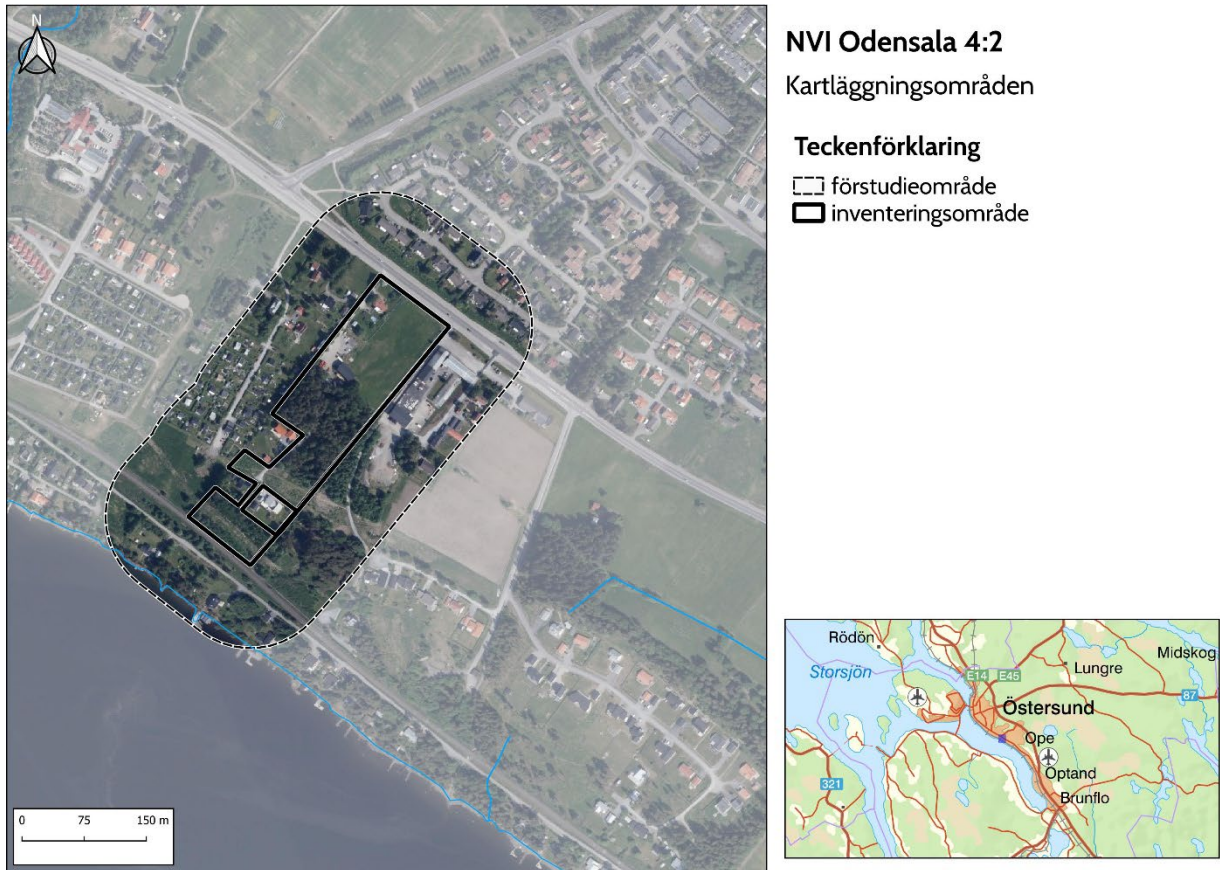 N
NVI Odensala 4:2
Kartläggningsområden
Teckenförklaring
förstudieområde
inventeringsområde
0 75 150 m
Rödön
Storsjön
Midskog
Lungre
E14 E45
87
Östersund
Ope
Optand
321
Brunflo